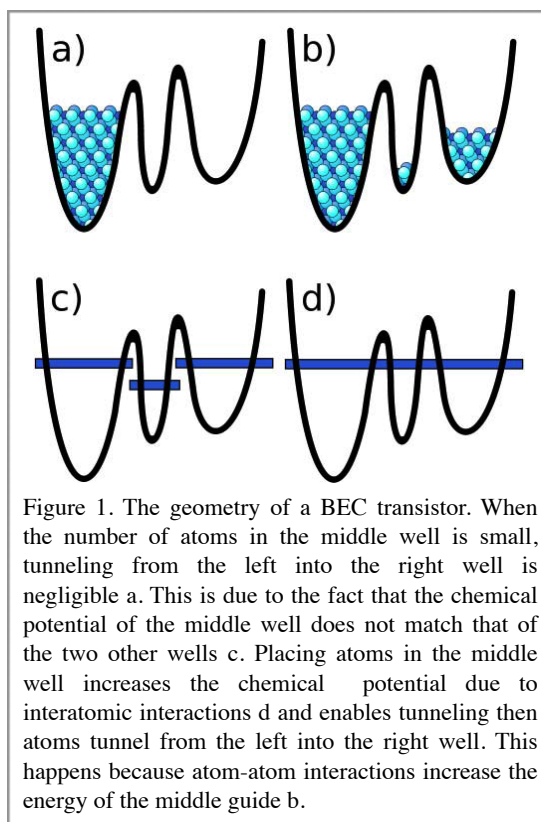 a) b)
c) d)
Figure 1. The geometry of a BEC transistor. When
the number of atoms in the middle well is small,
tunneling from the left into the right well is
negligible a. This is due to the fact that the chemical
potential of the middle well does not match that of
the two other wells c. Placing atoms in the middle
well increases the chemical potential due to
interatomic interactions d and enables tunneling then
atoms tunnel from the left into the right well. This
happens because atom-atom interactions increase the
energy of the middle guide b.